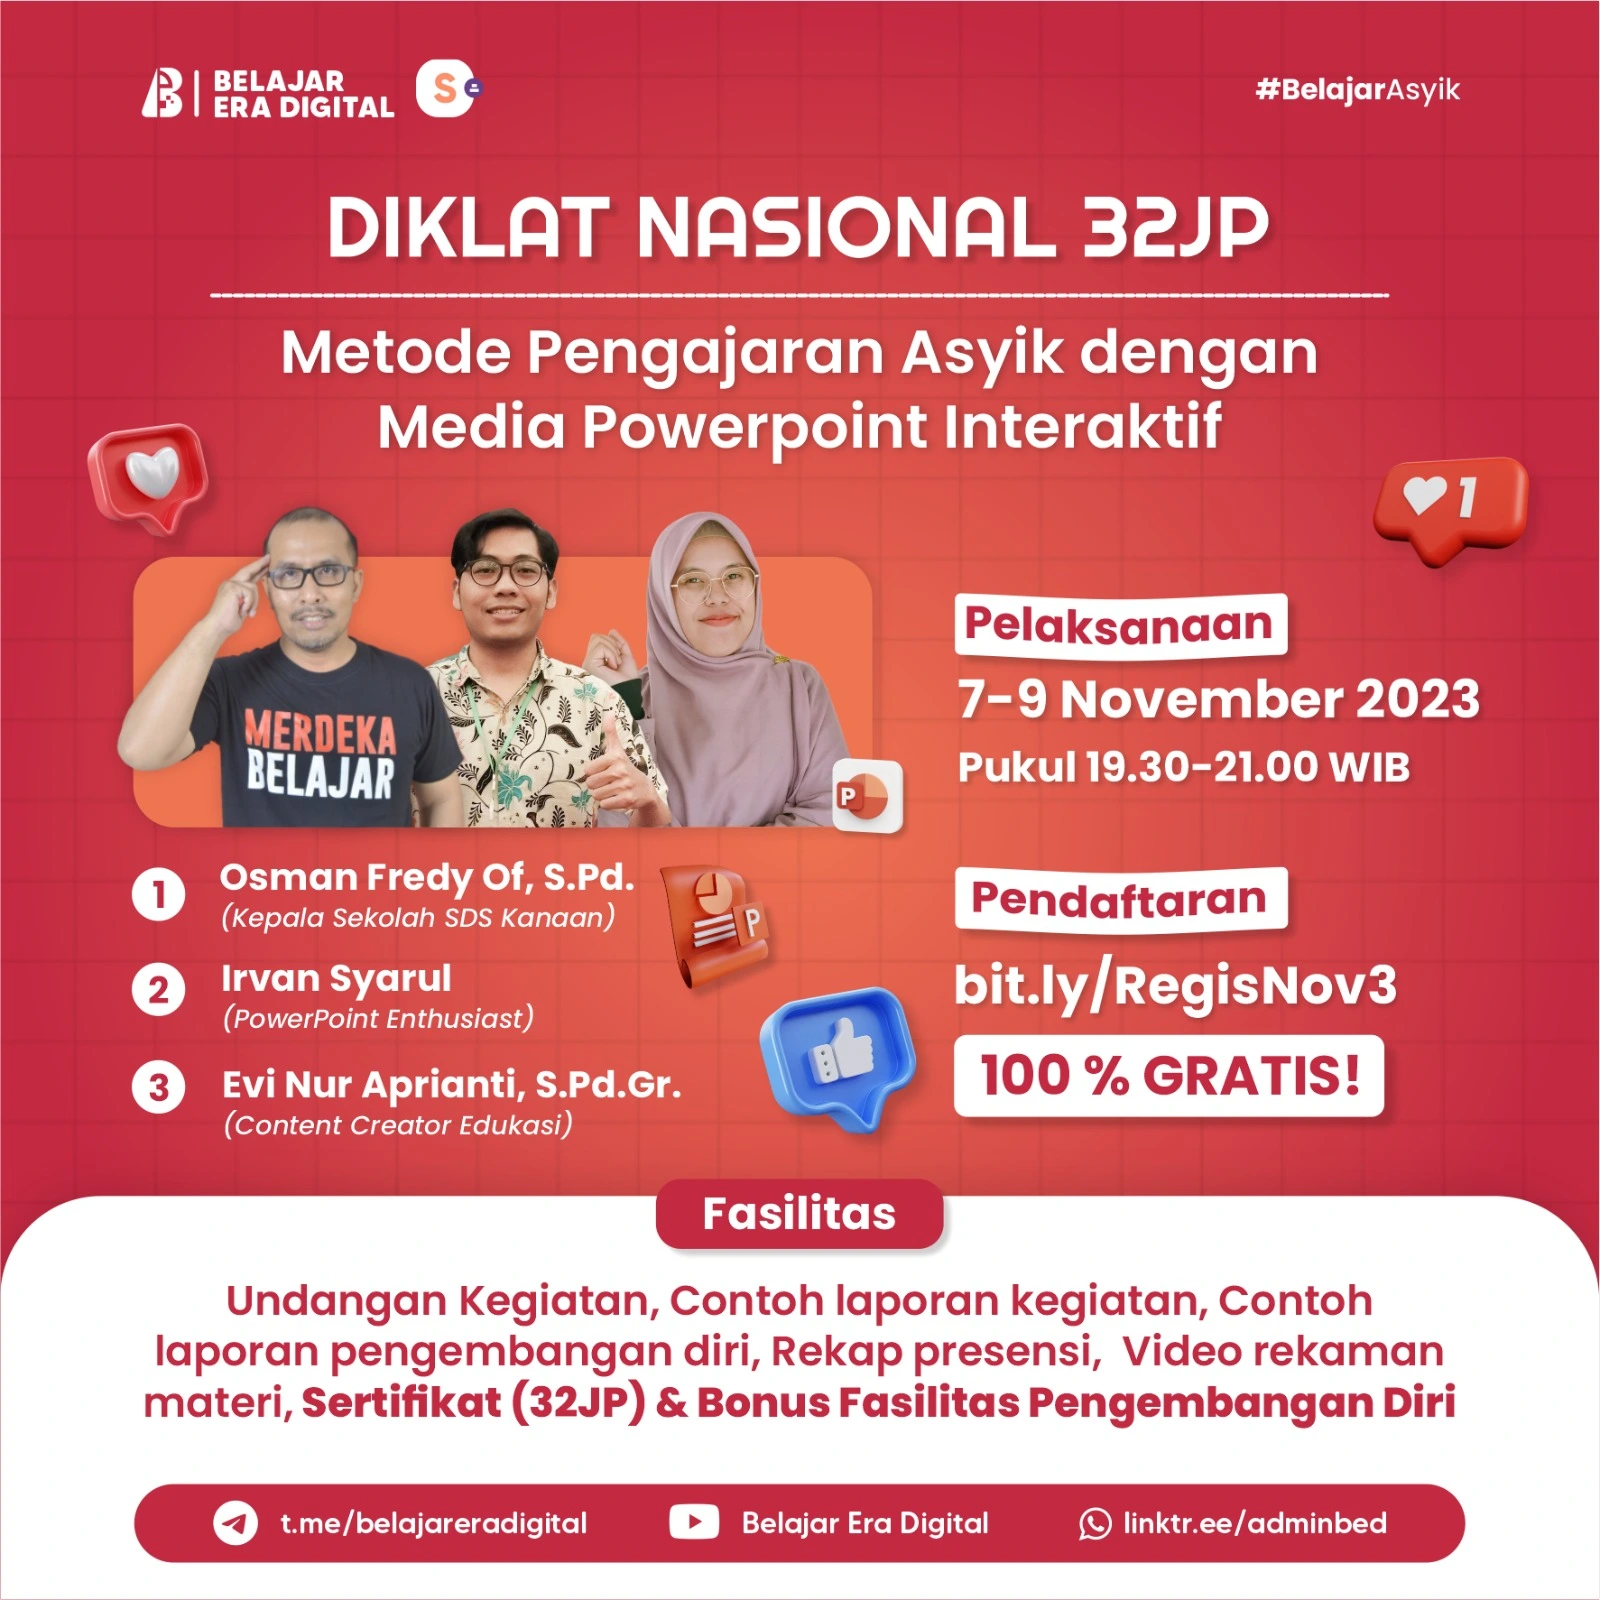 BELAJAR
ERA DIGITAL
S
#BelajarAsyik
DIKLAT NASIONAL 32JP
Metode Pengajaran Asyik dengan
Media Powerpoint Interaktif
1
MERDEKA
BELAJAR
P
Pelaksanaan
7-9 November 2023
Pukul 19.30-21.00 WIB
1 Osman Fredy Of, S.Pd.
(Kepala Sekolah SDS Kanaan)
2 Irvan Syarul
(PowerPoint Enthusiast)
3 Evi Nur Aprianti, S.Pd.Gr.
(Content Creator Edukasi)
P
Pendaftaran
bit.ly/RegisNov3
100 % GRATIS!
Fasilitas
Undangan Kegiatan, Contoh laporan kegiatan, Contoh
laporan pengembangan diri, Rekap presensi, Video rekaman
materi, Sertifikat (32JP) & Bonus Fasilitas Pengembangan Diri
t.me/belajareradigital
Belajar Era Digital
linktr.ee/adminbed